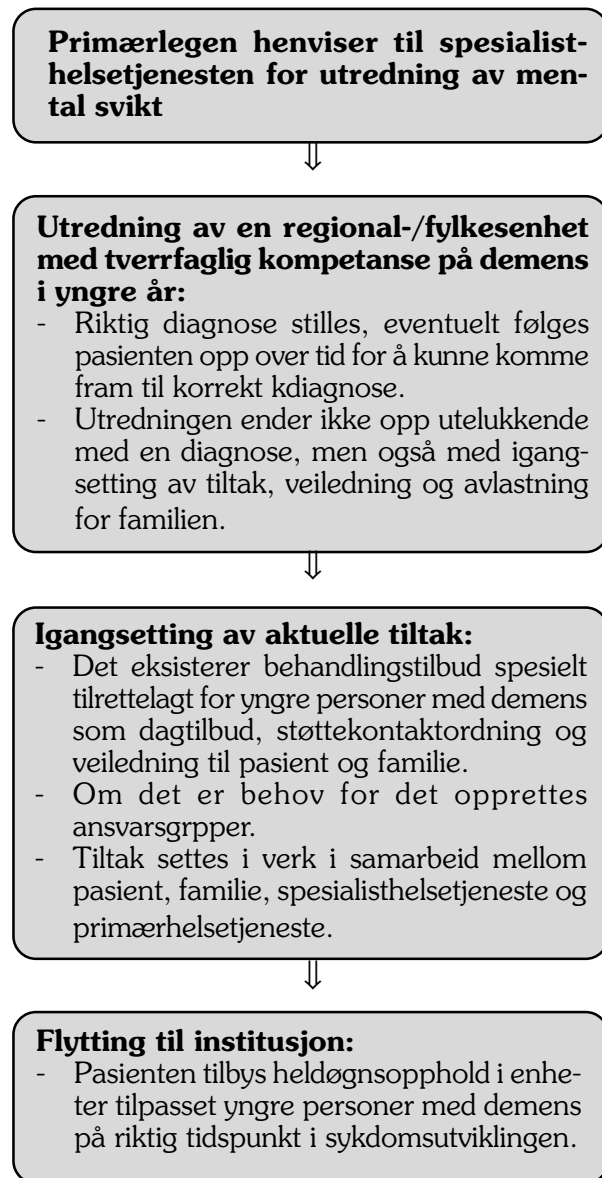 Primærlegen henviser til spesialist-
helsetjenesten for utredning av men-
tal svikt
⇓
Utredning av en regional-/fylkesenhet
med tverrfaglig kompetanse på demens
i yngre år:
- Riktig diagnose stilles, eventuelt følges
pasienten opp over tid for å kunne komme
fram til korrekt kdiagnose.
- Utredningen ender ikke opp utelukkende
med en diagnose, men også med igang-
setting av tiltak, veiledning og avlastning
for familien.
⇓
Igangsetting av aktuelle tiltak:
- Det eksisterer behandlingstilbud spesielt
tilrettelagt for yngre personer med demens
som dagtilbud, støttekontaktordning og
veiledning til pasient og familie.
- Om det er behov for det opprettes
ansvarsgrpper.
- Tiltak settes i verk i samarbeid mellom
pasient, familie, spesialisthelsetjeneste og
primærhelsetjeneste.
⇓
Flytting til institusjon:
- Pasienten tilbys heldøgnsopphold i enhe-
ter tilpasset yngre personer med demens
på riktig tidspunkt i sykdomsutviklingen.